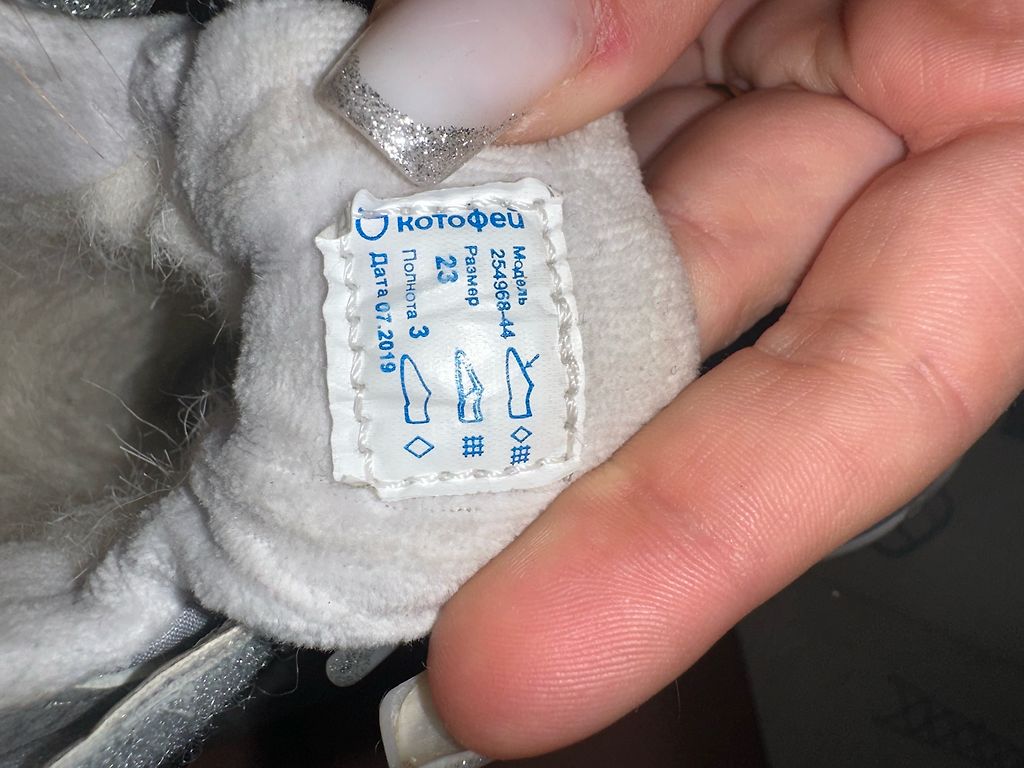 котофей
Модель
254968-44
Размер
23
Полнота 3
Дата 07.2019